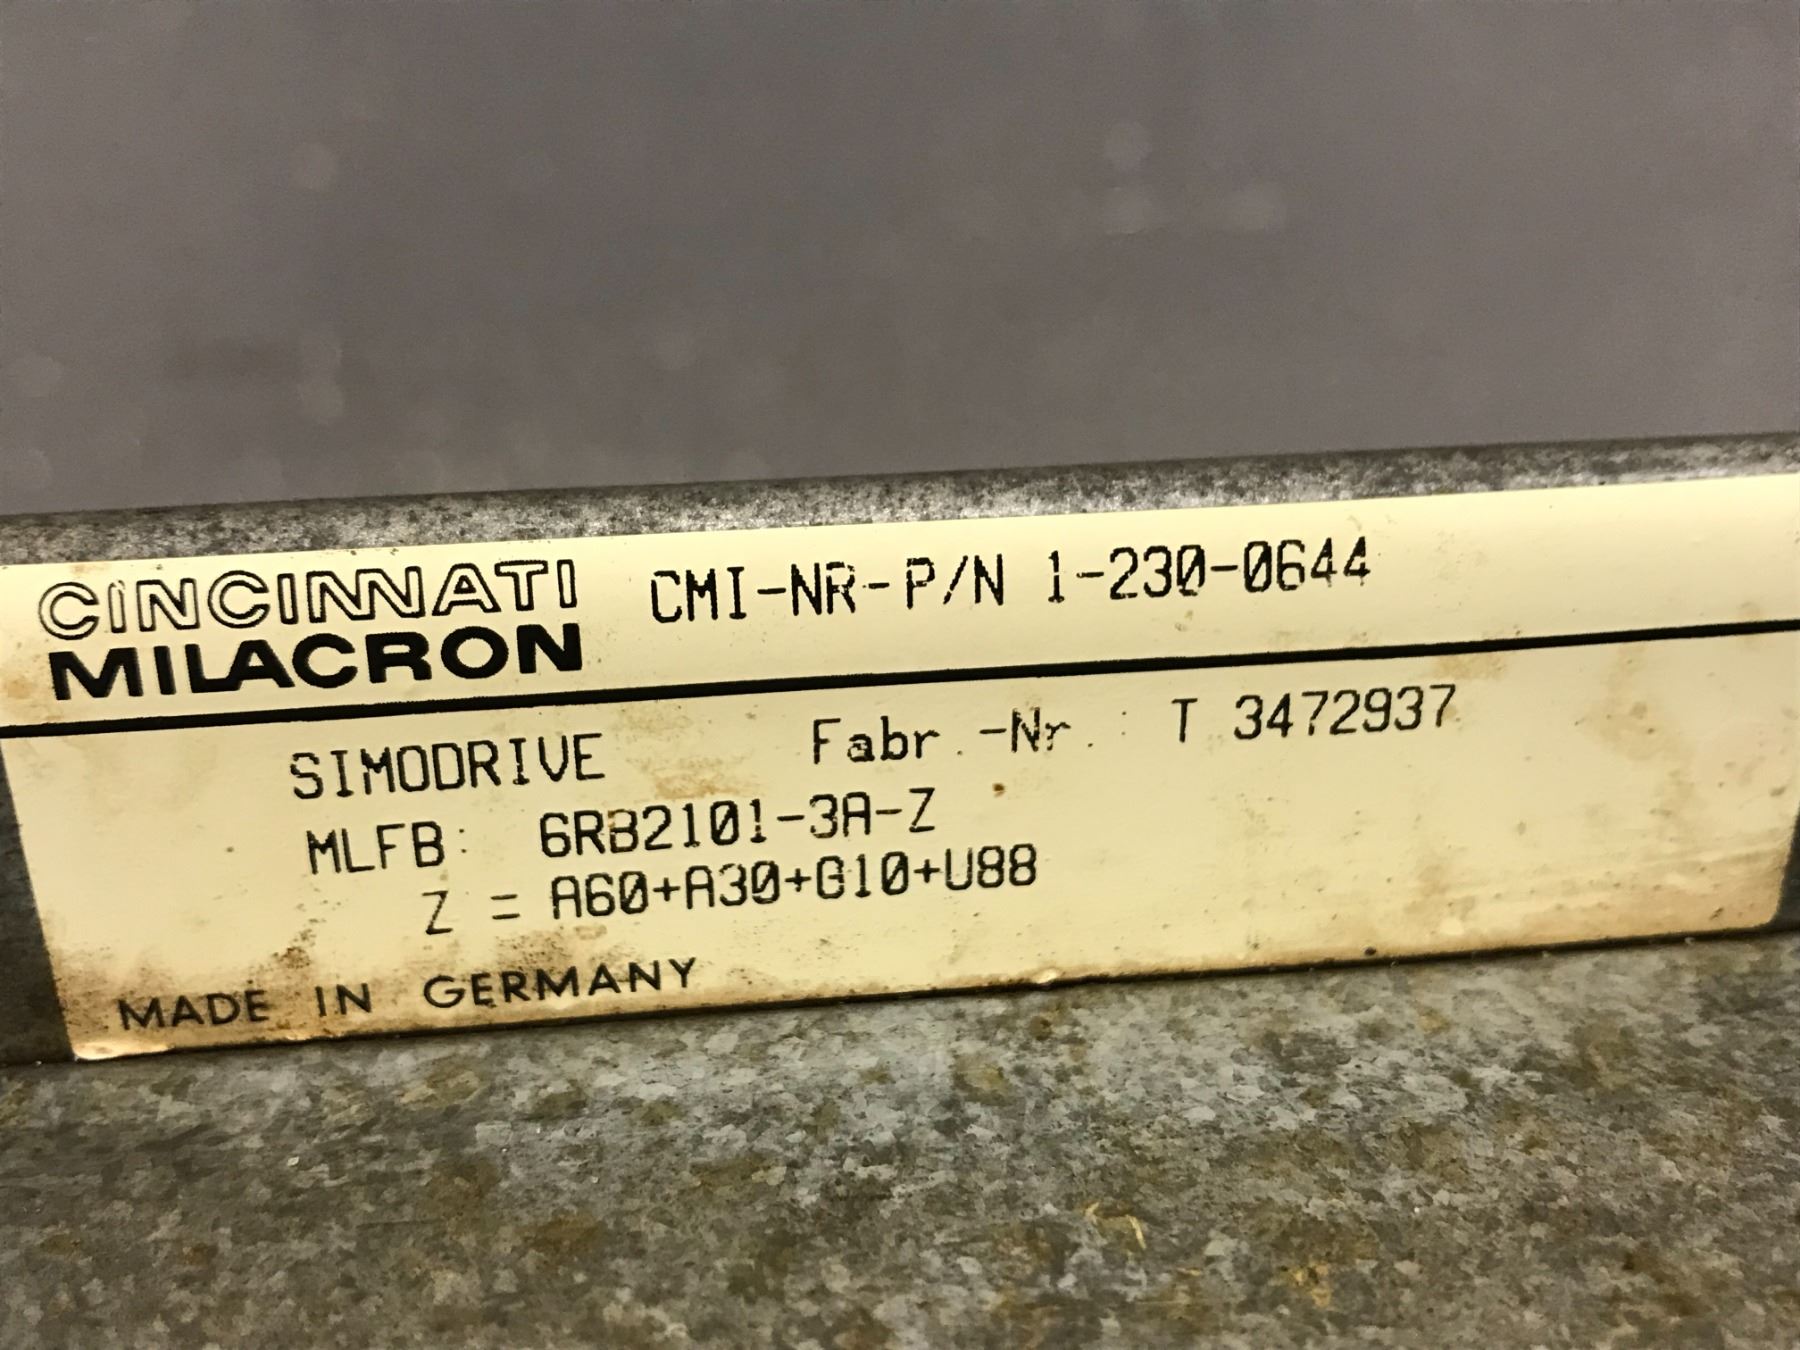 CINCINNATI
MILACRON
CMI-NR-P/N 1-230-0644
SIMODRIVE Fabr.-Nr.: T 3472937
MLFB: 6RB2101-3A-Z
Z = A60+A30+G10+U88
MADE IN GERMANY